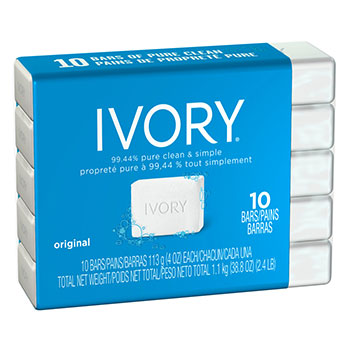 10 BARS OF PURE CLEAN
PAINS DE PROPRETÉ PURE
IVORY®
99.44% pure clean & simple
propreté pure à 99,44 % tout simplement
IVORY
original
10
BARS/PAINS
BARRAS
10 BARS/PAINS/BARRAS 113 g (4 OZ) EACH/CHACUN/CADA UNA
TOTAL NET WEIGHT/POIDS NET TOTAL/PESO NETO TOTAL 1.1 kg (38.8 OZ) (2.4 LB)